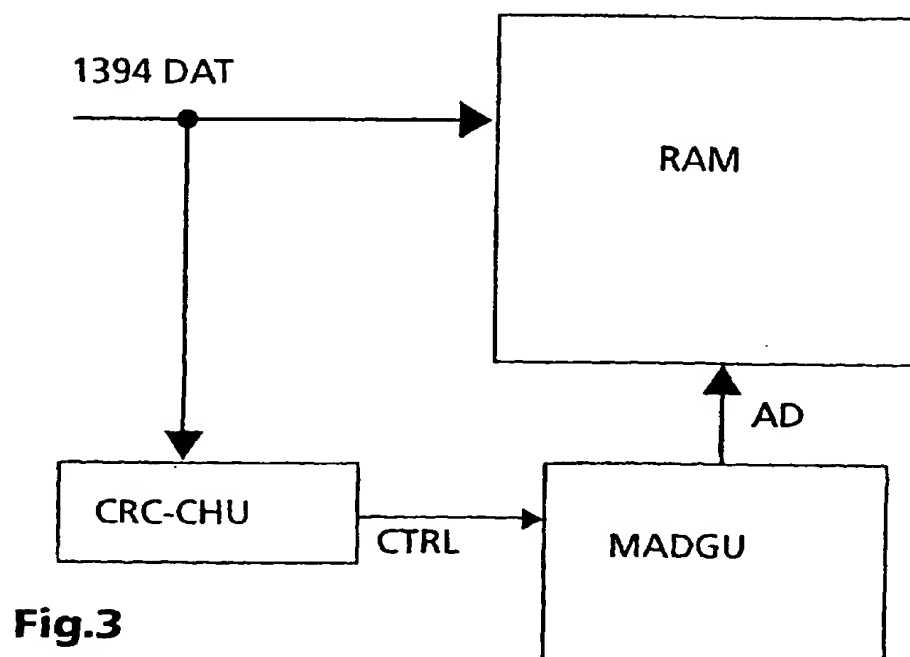 1394 DAT
RAM
AD
CRC-CHU
CTRL
MADGU
Fig.3